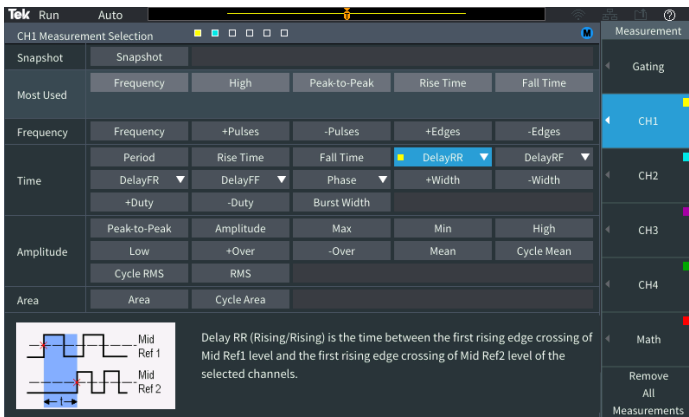 Tek Run Auto
CH1 Measurement Selection M Measurement
Snapshot Snapshot
Gating
Most Used Frequency High Peak-to-Peak Rise Time Fall Time
CH1
Frequency Frequency +Pulses -Pulses +Edges -Edges
Time Period Rise Time Fall Time DelayRR DelayRF
DelayFR DelayFF Phase +Width -Width
CH2
+Duty -Duty Burst Width
Amplitude Peak-to-Peak Amplitude Max Min High
CH3
Low +Over -Over Mean Cycle Mean
Cycle RMS RMS
CH4
Area Area Cycle Area
Mid
Ref 1
Mid
Ref 2
t
Delay RR (Rising/Rising) is the time between the first rising edge crossing of
Mid Ref1 level and the first rising edge crossing of Mid Ref2 level of the
selected channels.
Math
Remove
All
Measurements